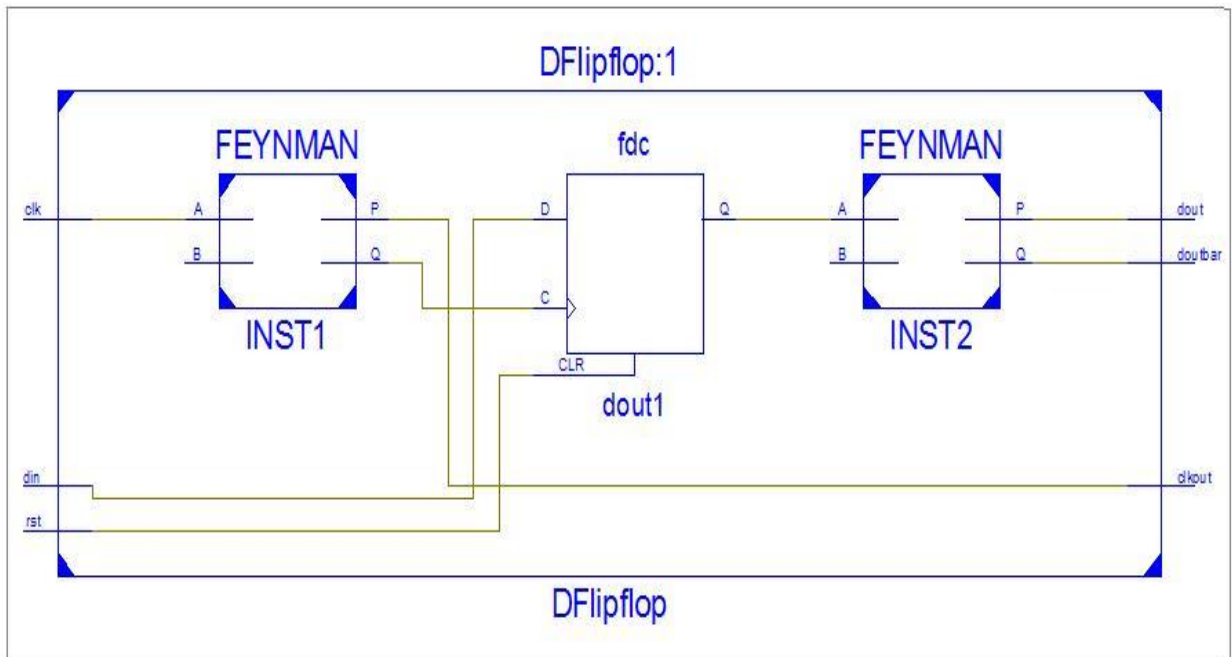 DFlipflop:1
FEYNMAN fdc FEYNMAN
clk A P D Q A P dout
B Q B Q doutbar
C
INST1 INST2
CLR
dout1
din clkout
rst
DFlipflop